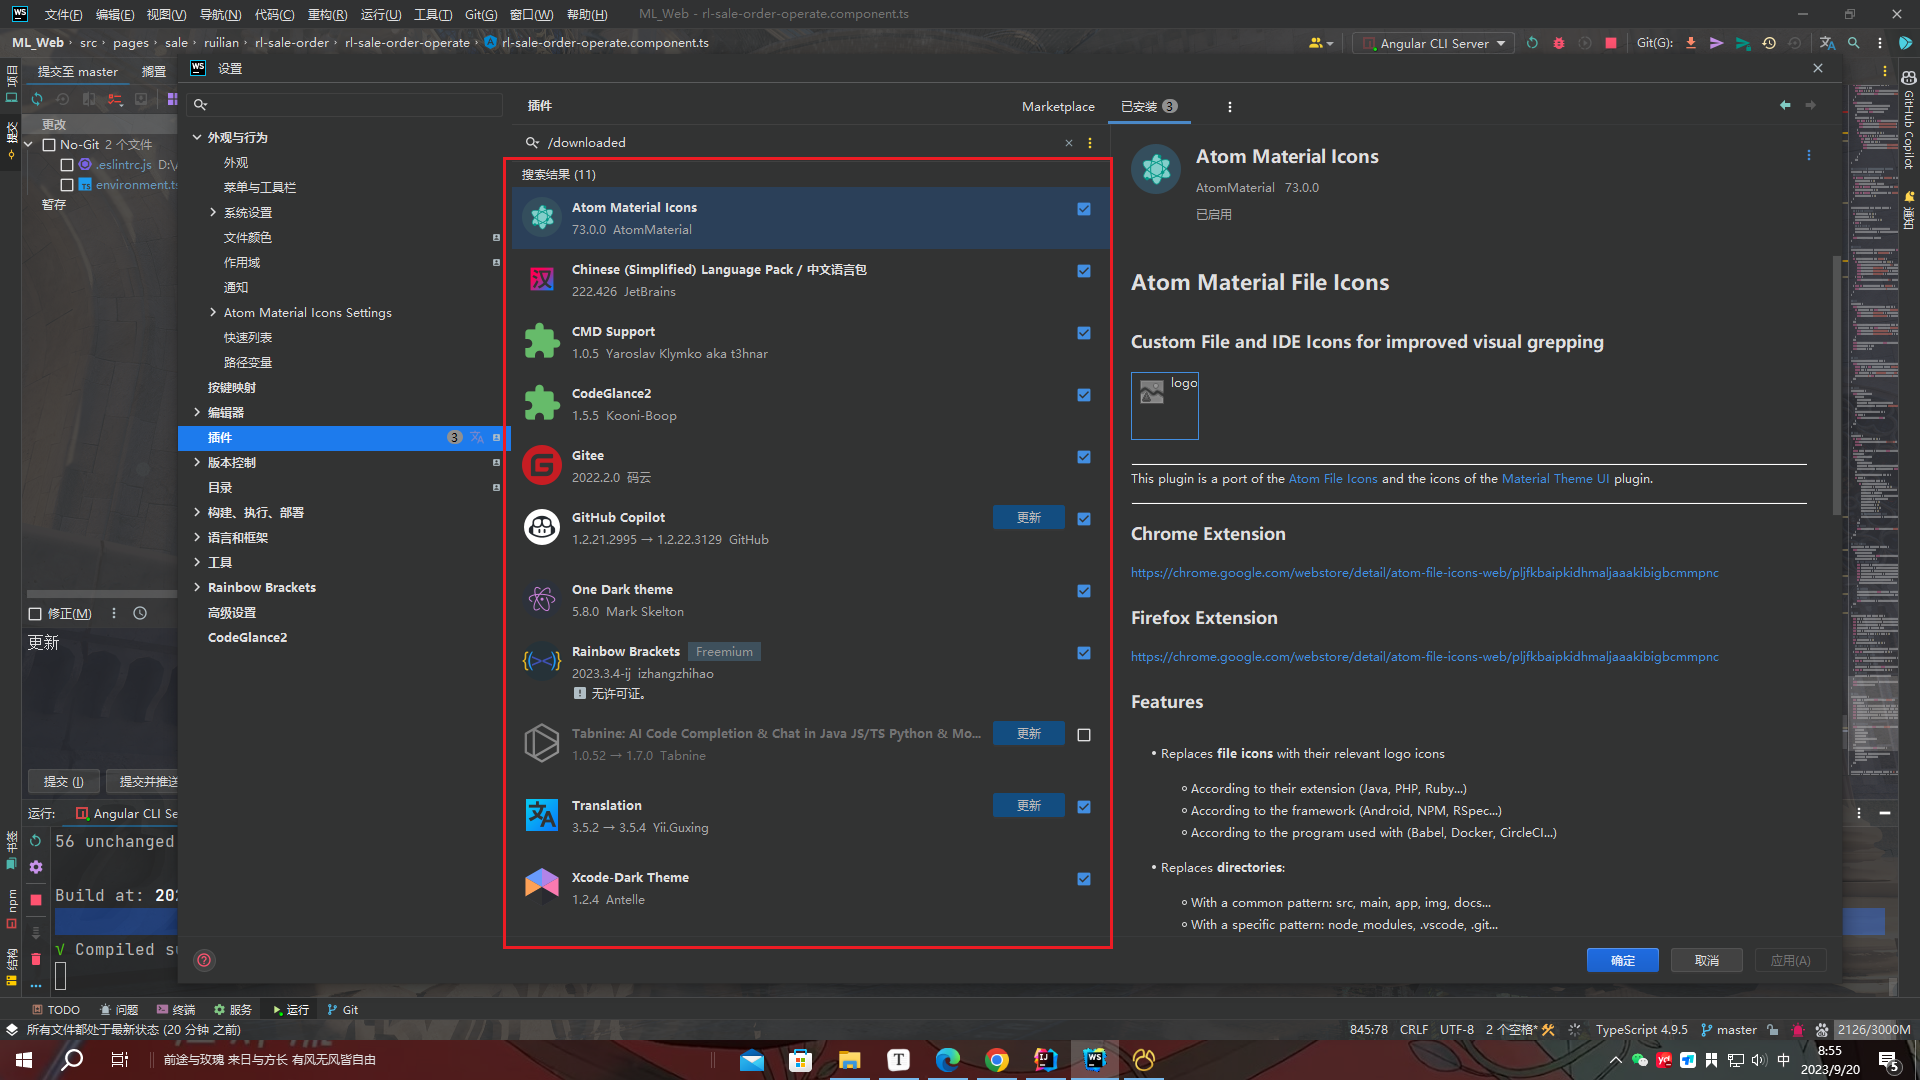 文件(F) 编辑(E) 视图(V) 导航(N) 代码(C) 重构(R) 运行(U) 工具(T) Git(G) 窗口(W) 帮助(H) ML_Web - rl-sale-order-operate.component.ts
ML_Web src pages sale ruilian rl-sale-order rl-sale-order-operate rl-sale-order-operate.component.ts
Angular CLI Server Git(G):
项目
提交
提交至 master 搁置
更改
No-Git 2 个文件
.eslintrc.js D:\
environment.ts
暂存
修正(M)
更新
提交 (I) 提交并推送
设置
外观与行为
外观
菜单与工具栏
系统设置
文件颜色
作用域
通知
Atom Material Icons Settings
快速列表
路径变量
按键映射
编辑器
插件 3
版本控制
目录
构建、执行、部署
语言和框架
工具
Rainbow Brackets
高级设置
CodeGlance2
插件 Marketplace 已安装 3
/downloaded
搜索结果 (11)
Atom Material Icons
73.0.0 AtomMaterial
Chinese (Simplified) Language Pack / 中文语言包
222.426 JetBrains
CMD Support
1.0.5 Yaroslav Klymko aka t3hnar
CodeGlance2
1.5.5 Kooni-Boop
Gitee
2022.2.0 码云
GitHub Copilot 更新
1.2.21.2995 → 1.2.22.3129 GitHub
One Dark theme
5.8.0 Mark Skelton
Rainbow Brackets Freemium
2023.3.4-ij izhangzhihao
无许可证。
Tabnine: AI Code Completion & Chat in Java JS/TS Python & Mo... 更新
1.0.52 → 1.7.0 Tabnine
Translation 更新
3.5.2 → 3.5.4 Yii.Guxing
Xcode-Dark Theme
1.2.4 Antelle
Atom Material Icons
AtomMaterial 73.0.0
已启用
Atom Material File Icons
Custom File and IDE Icons for improved visual grepping
logo
This plugin is a port of the Atom File Icons and the icons of the Material Theme UI plugin.
Chrome Extension
https://chrome.google.com/webstore/detail/atom-file-icons-web/pljfkbaipkidhmaljaaakibigbcmmpnc
Firefox Extension
https://chrome.google.com/webstore/detail/atom-file-icons-web/pljfkbaipkidhmaljaaakibigbcmmpnc
Features
• Replaces file icons with their relevant logo icons
According to their extension (Java, PHP, Ruby...)
According to the framework (Android, NPM, RSpec...)
According to the program used with (Babel, Docker, CircleCI...)
• Replaces directories:
With a common pattern: src, main, app, img, docs...
With a specific pattern: node_modules, .vscode, .git...
确定 取消 应用(A)
GitHub Copilot
通知
运行: Angular CLI Se
56 unchanged
Build at: 202
√ Compiled su
书签
npm
结构
TODO 问题 终端 服务 运行 Git
所有文件都处于最新状态 (20 分钟 之前) 845:78 CRLF UTF-8 2 个空格* TypeScript 4.9.5 master 2126/3000M
前途与玫瑰 来日与方长 有风无风皆自由
中 8:55
2023/9/20
5